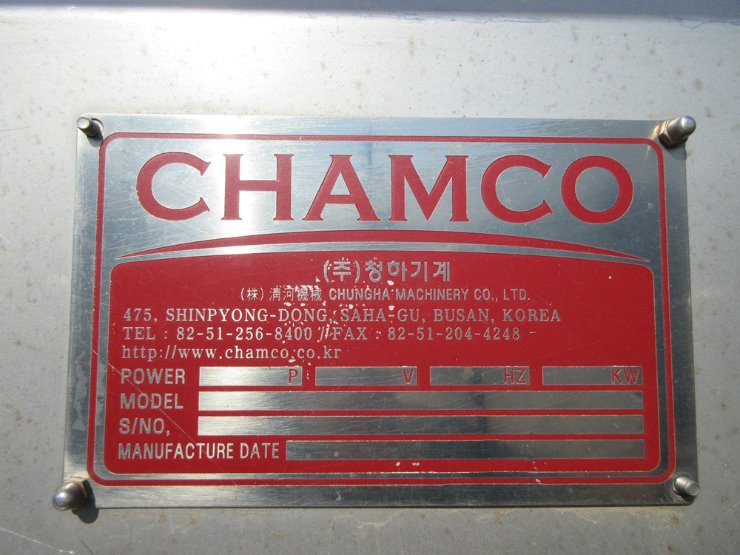 CHAMCO
(주)청하기계
(株) 淸河機械 CHUNGHA MACHINERY CO., LTD.
475, SHINPYONG-DONG, SAHA-GU, BUSAN, KOREA
TEL : 82-51-256-8400 / FAX : 82-51-204-4248
http://www.chamco.co.kr
POWER P V HZ KW
MODEL
S/NO,
MANUFACTURE DATE